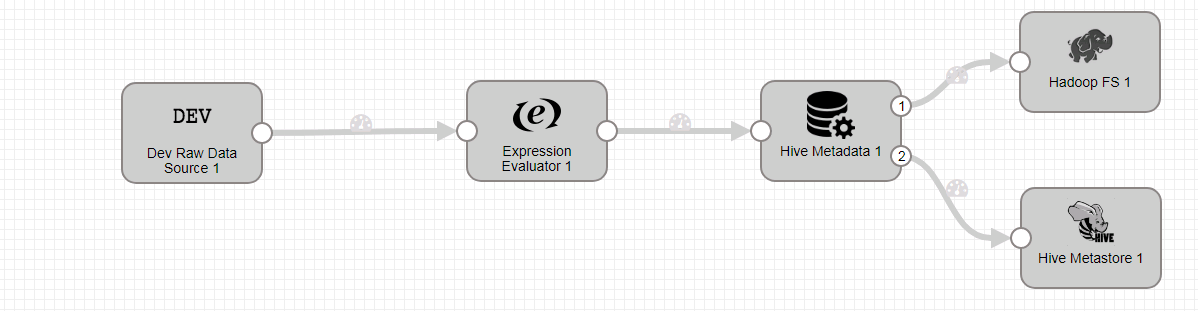 DEV
Dev Raw Data
Source 1
e
Expression
Evaluator 1
Hive Metadata 1
1
2
Hadoop FS 1
HIVE
Hive Metastore 1